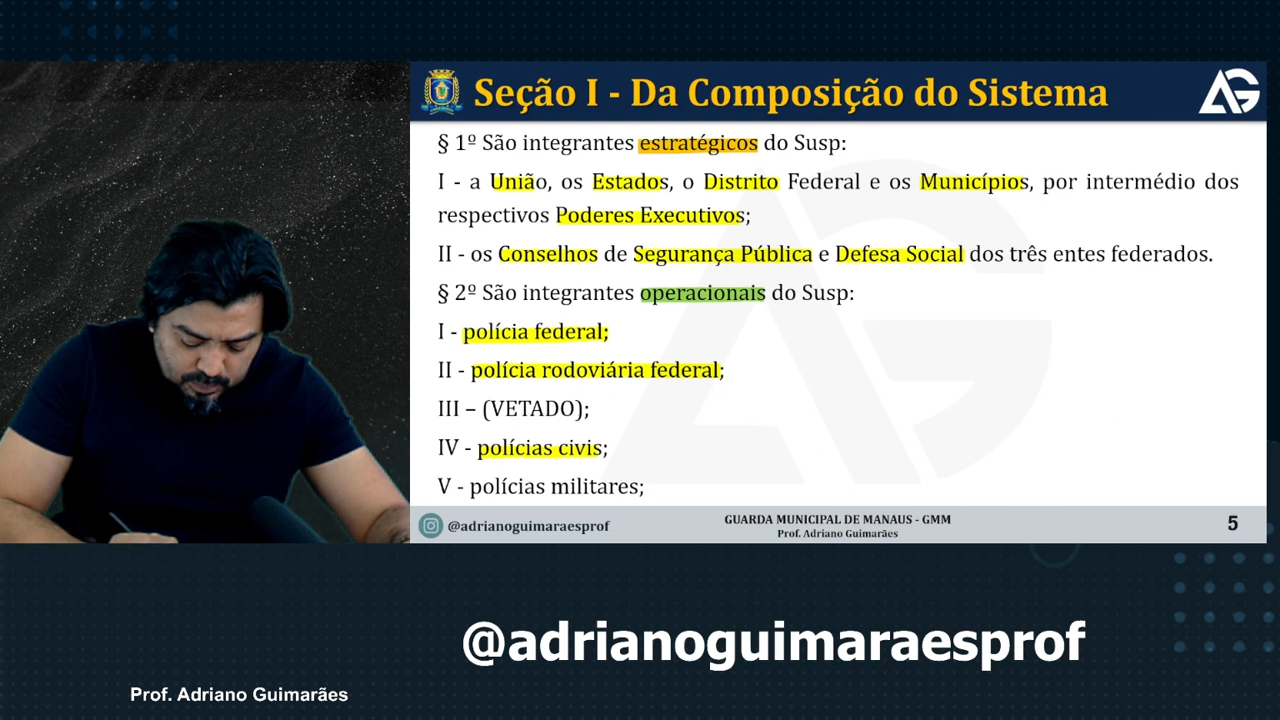 Seção I - Da Composição do Sistema
AG
§ 1º São integrantes estratégicos do Susp:
I - a União, os Estados, o Distrito Federal e os Municípios, por intermédio dos
respectivos Poderes Executivos;
II - os Conselhos de Segurança Pública e Defesa Social dos três entes federados.
§ 2º São integrantes operacionais do Susp:
I - polícia federal;
II - polícia rodoviária federal;
III – (VETADO);
IV - polícias civis;
V - polícias militares;
@adrianoguimaraesprof
GUARDA MUNICIPAL DE MANAUS - GMM
Prof. Adriano Guimarães
5
@adrianoguimaraesprof
Prof. Adriano Guimarães